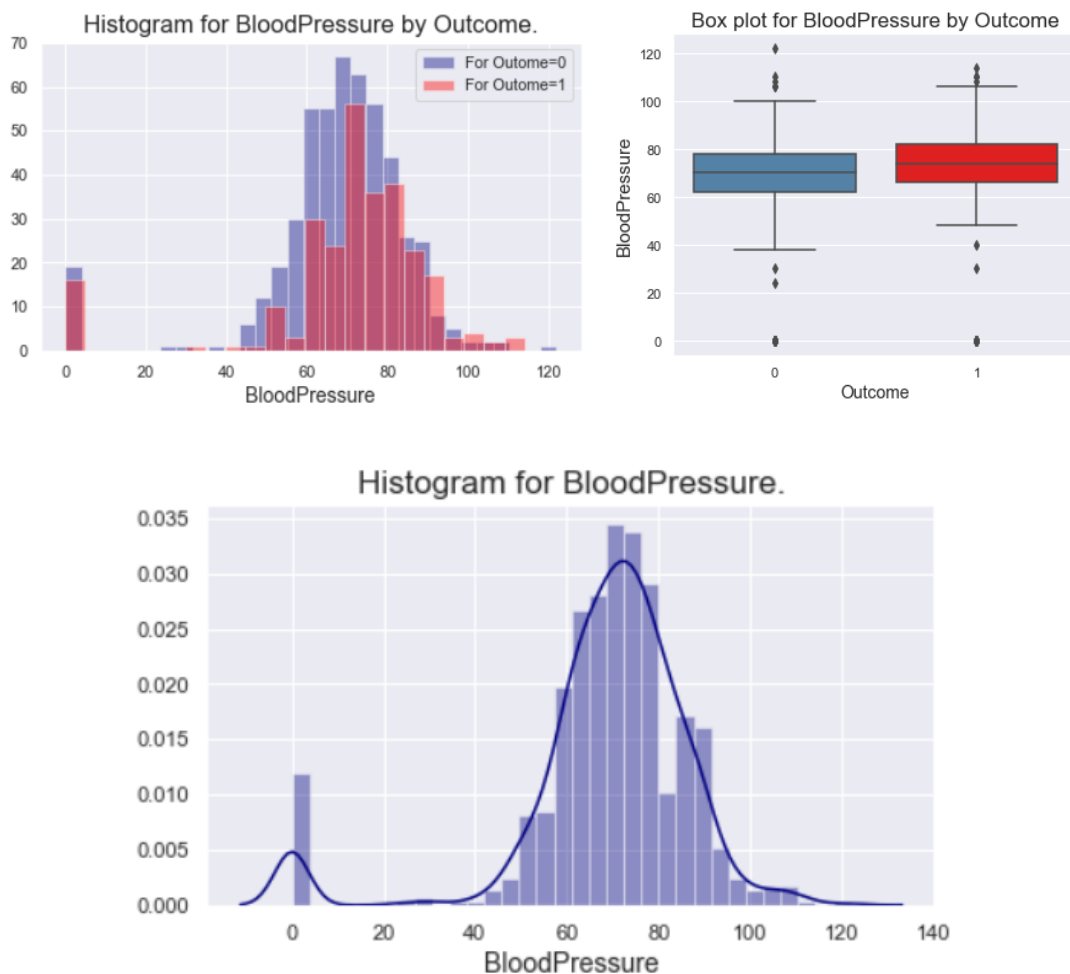 Histogram for BloodPressure by Outcome.
70
60
50
40
30
20
10
0
For Outome=0
For Outome=1
0 20 40 60 80 100 120
BloodPressure
Box plot for BloodPressure by Outcome
120
100
80
60
40
20
0
BloodPressure
0 1
Outcome
Histogram for BloodPressure.
0.035
0.030
0.025
0.020
0.015
0.010
0.005
0.000
0 20 40 60 80 100 120 140
BloodPressure